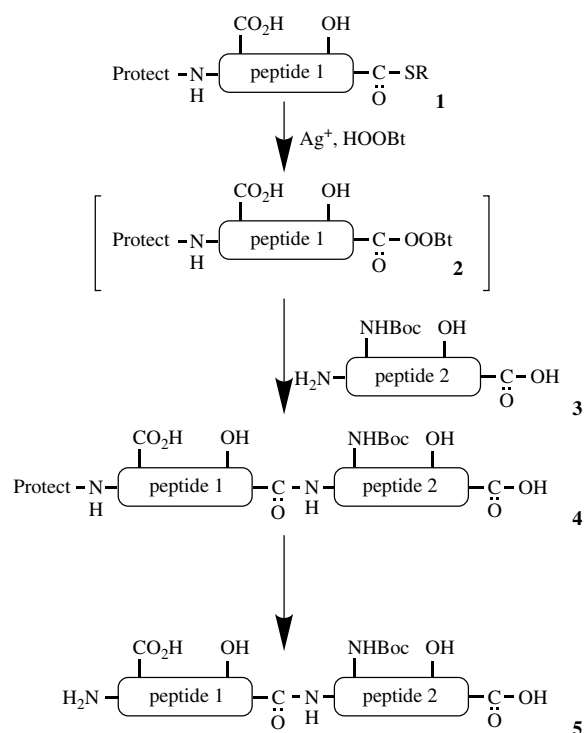 CO2H OH
Protect N H peptide 1 C O SR 1
Ag+, HOOBt
CO2H OH
Protect N H peptide 1 C O OOBt 2
NHBoc OH
H2N peptide 2 C O OH 3
CO2H OH NHBoc OH
Protect N H peptide 1 C O N H peptide 2 C O OH 4
CO2H OH NHBoc OH
H2N peptide 1 C O N H peptide 2 C O OH 5